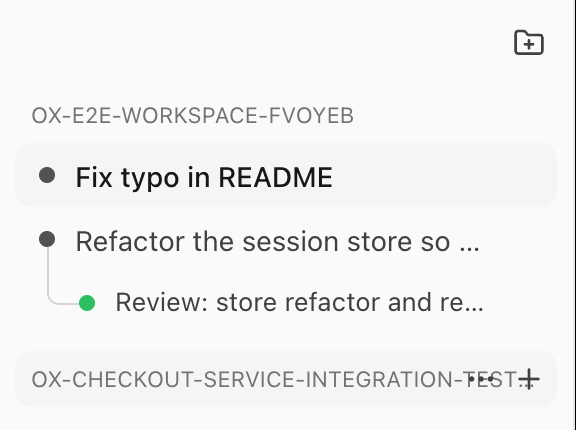 OX-E2E-WORKSPACE-FVOYEB
Fix typo in README
Refactor the session store so ...
Review: store refactor and re...
OX-CHECKOUT-SERVICE-INTEGRATION-TEST...